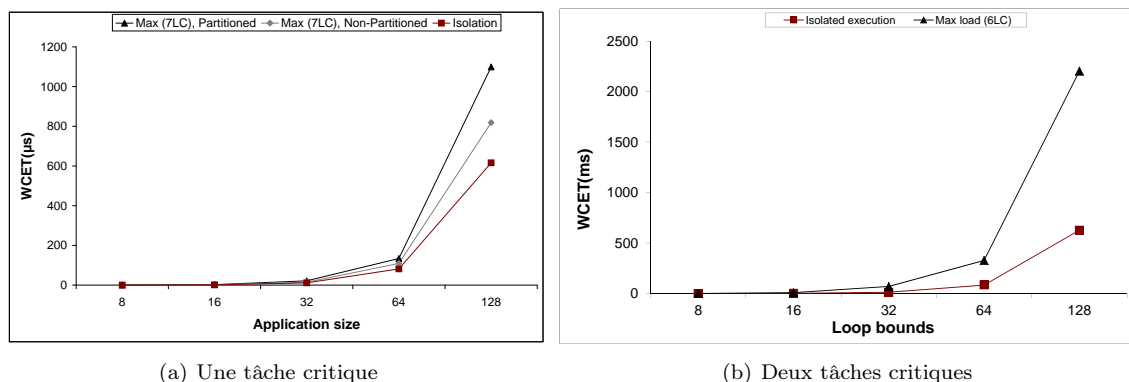 Max (7LC), Partitioned Max (7LC), Non-Partitioned Isolation
1200
1000
800
600
400
200
0
WCET(µs)
8 16 32 64 128
Application size
(a) Une tâche critique
Isolated execution Max load (6LC)
2500
2000
1500
1000
500
0
WCET(ms)
8 16 32 64 128
Loop bounds
(b) Deux tâches critiques